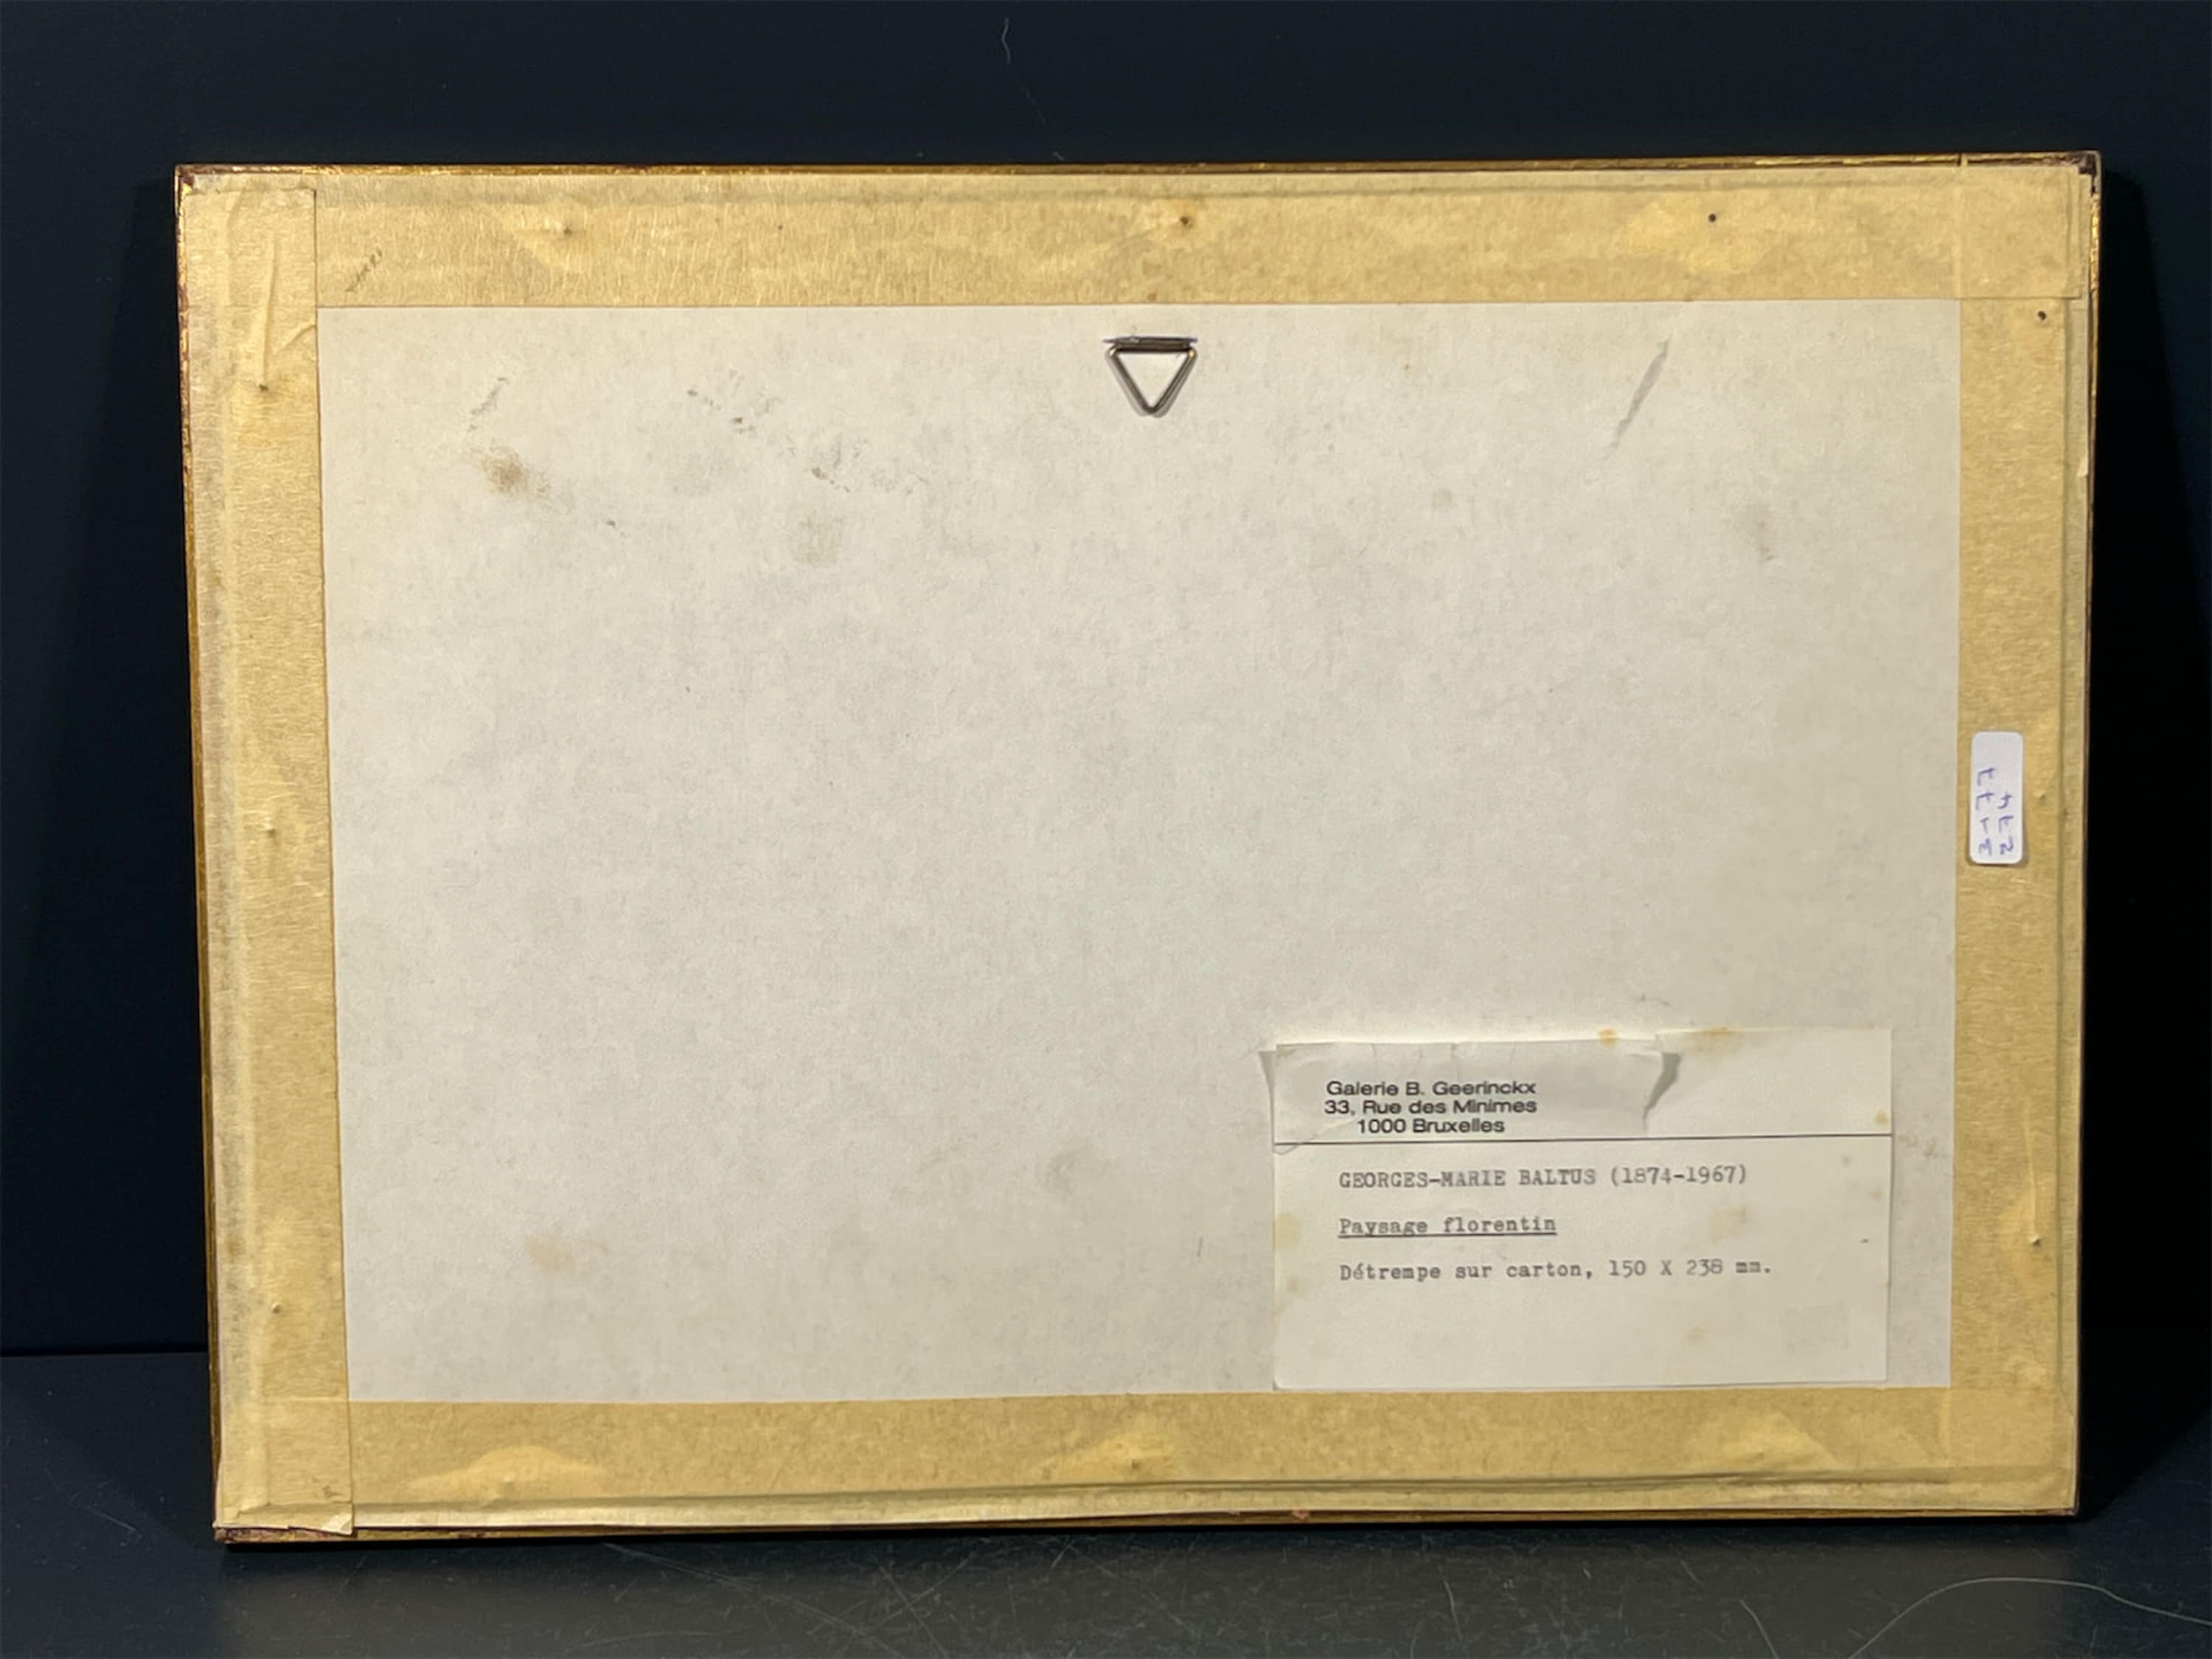 Galerie B. Geerinckx
33, Rue des Minimes
1000 Bruxelles
GEORGES-MARIE BALTUS (1874-1967)
Paysage florentin
Détrempe sur carton, 150 X 238 mm.